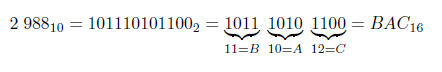 2 988₁₀ = 101110101100₂ = 1011 1010 1100 = BAC₁₆
11=B 10=A 12=C